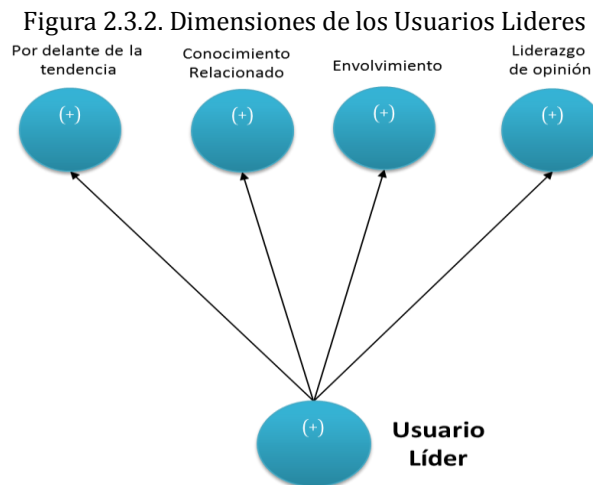 Figura 2.3.2. Dimensiones de los Usuarios Lideres
Por delante de la
tendencia
Conocimiento
Relacionado
Envolvimiento
Liderazgo
de opinión
(+)
(+)
(+)
(+)
(+)
Usuario
Líder